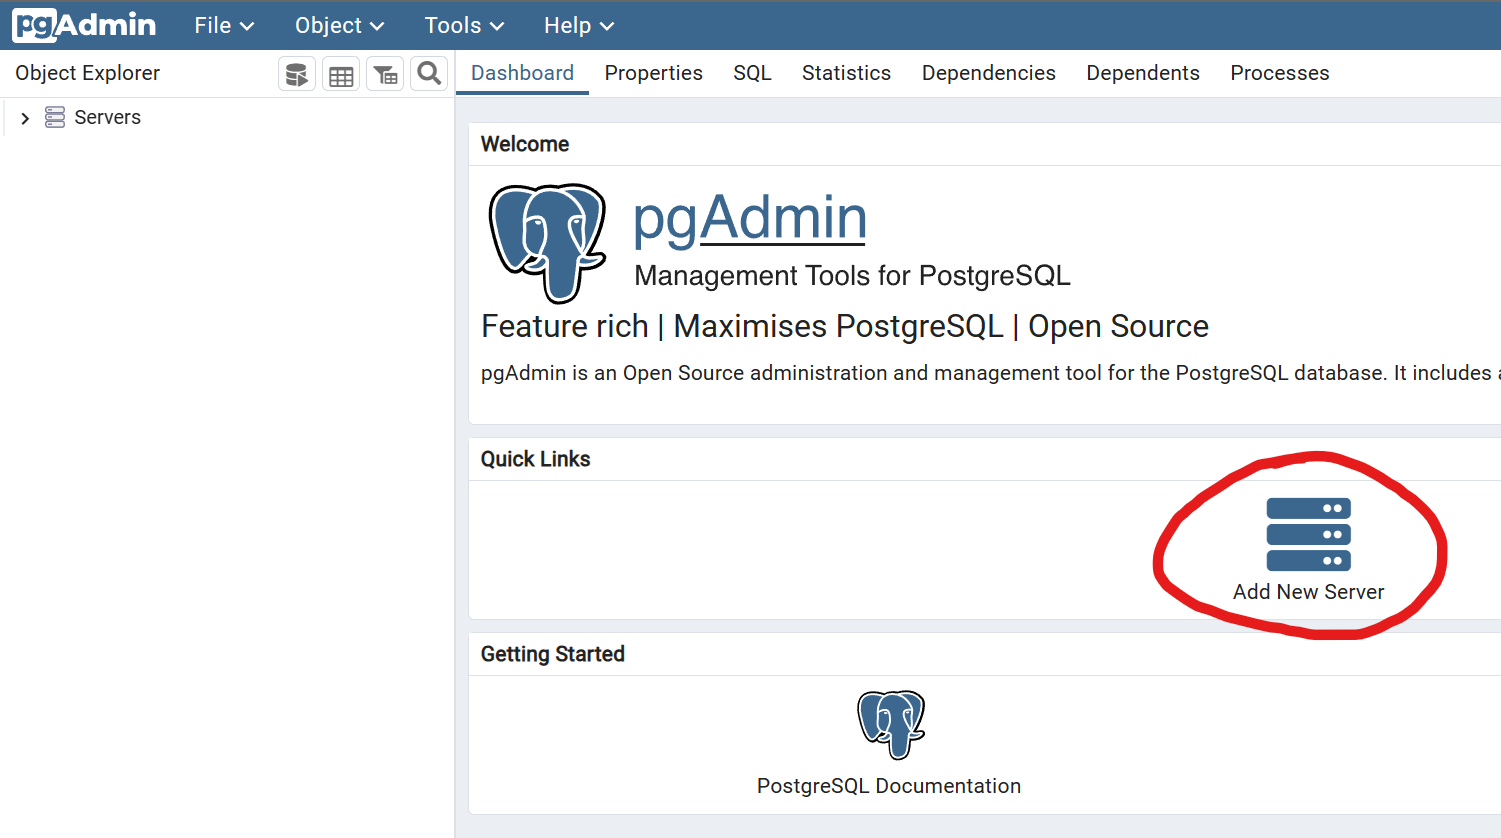 pgAdmin File Object Tools Help
Object Explorer
Dashboard Properties SQL Statistics Dependencies Dependents Processes
Servers
Welcome
pgAdmin
Management Tools for PostgreSQL
Feature rich | Maximises PostgreSQL | Open Source
pgAdmin is an Open Source administration and management tool for the PostgreSQL database. It includes a
Quick Links
Add New Server
Getting Started
PostgreSQL Documentation